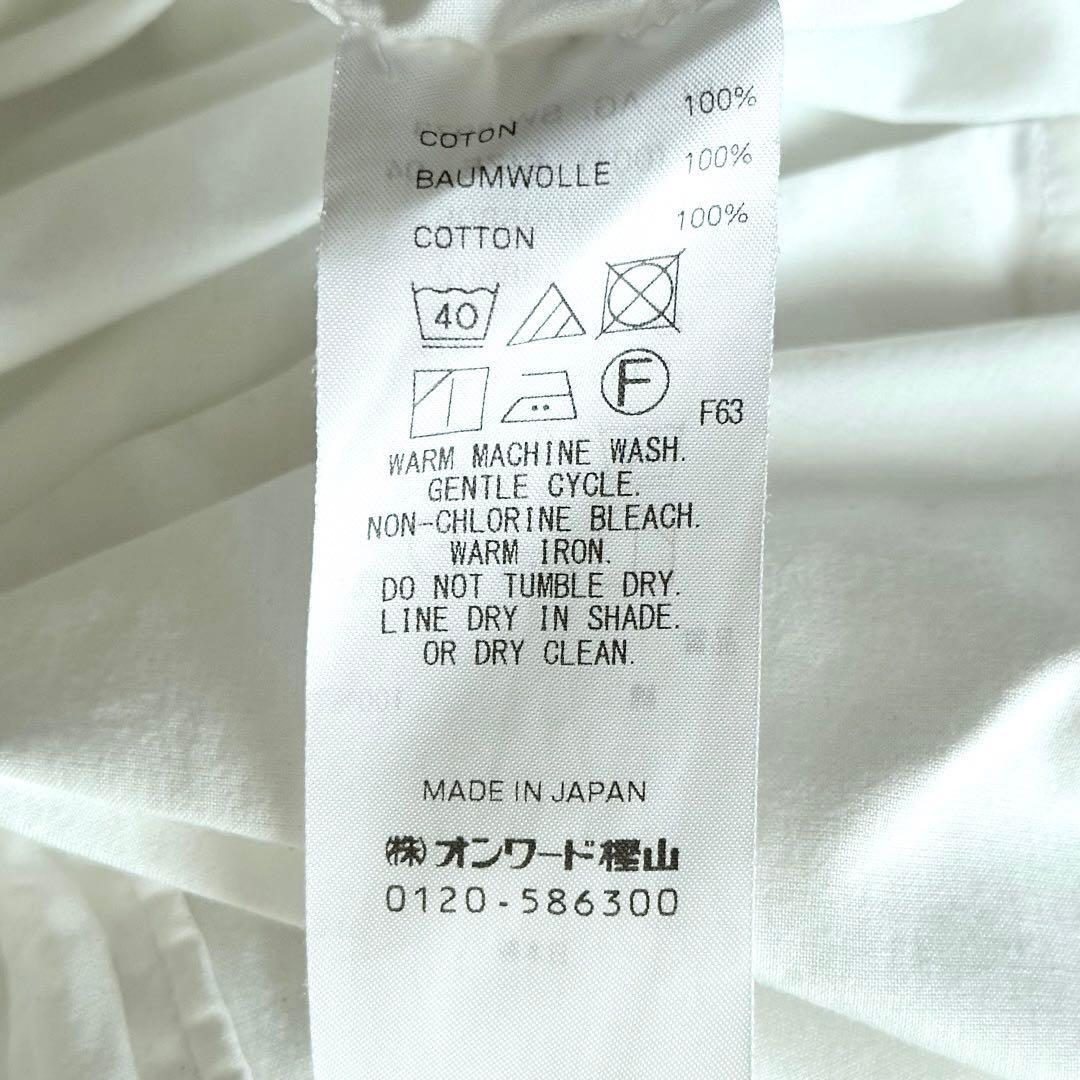 COTON 100%
BAUMWOLLE 100%
COTTON 100%
40
F
F63
WARM MACHINE WASH.
GENTLE CYCLE.
NON-CHLORINE BLEACH.
WARM IRON.
DO NOT TUMBLE DRY.
LINE DRY IN SHADE.
OR DRY CLEAN.
MADE IN JAPAN
(株)オンワード樫山
0120-586300